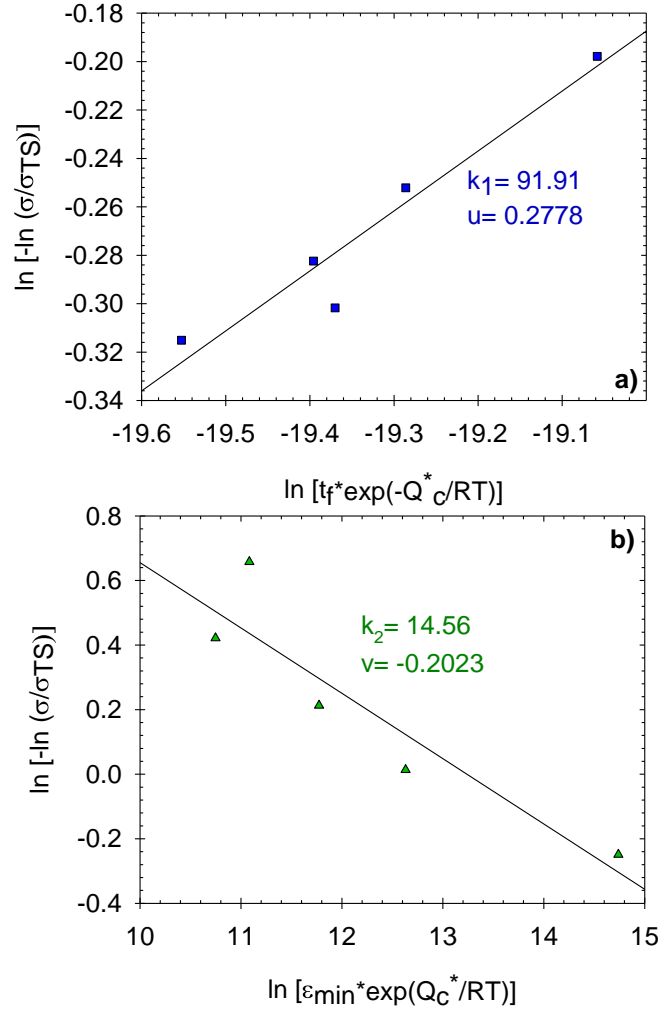 -0.18
-0.20
-0.22
-0.24
-0.26
-0.28
-0.30
-0.32
-0.34
ln [-ln (σ/σTS)]
k1= 91.91
u= 0.2778
a)
-19.6 -19.5 -19.4 -19.3 -19.2 -19.1
ln [tf*exp(-Q*c/RT)]
0.8
0.6
0.4
0.2
0.0
-0.2
-0.4
ln [-ln (σ/σTS)]
b)
k2= 14.56
v= -0.2023
10 11 12 13 14 15
ln [εmin*exp(Qc*/RT)]